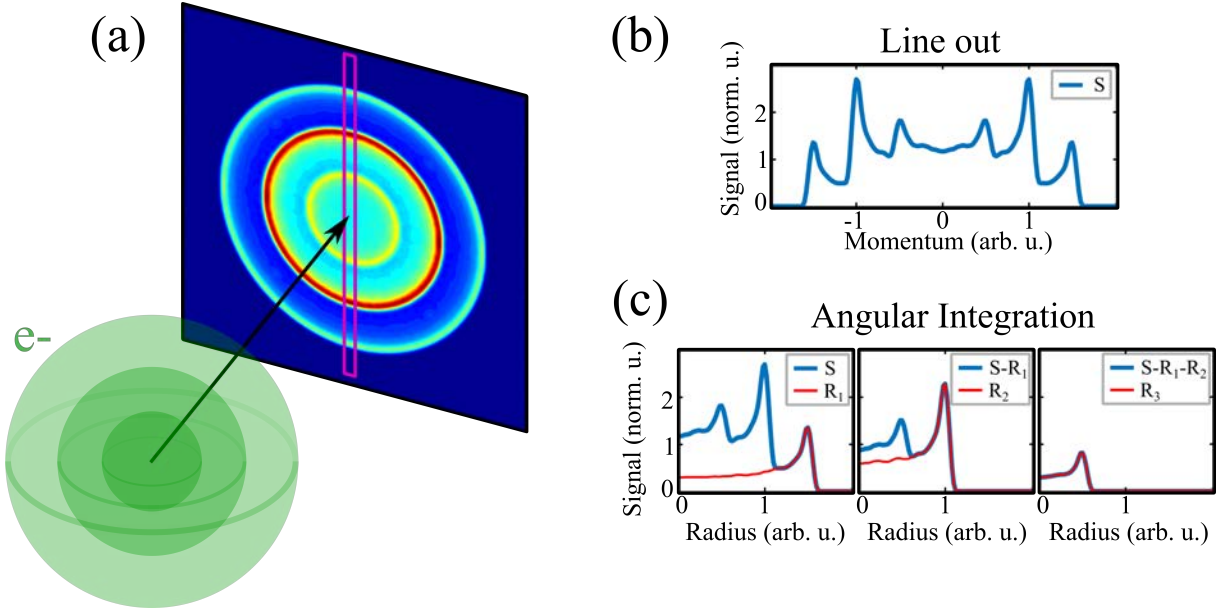 (a)
e-
(b)
Line out
Signal (norm. u.)
2
1
0
S
-1 0 1
Momentum (arb. u.)
(c)
Angular Integration
Signal (norm. u.)
2
1
0
S
R₁
S-R₁
R₂
S-R₁-R₂
R₃
0 1 0 1 0 1
Radius (arb. u.) Radius (arb. u.) Radius (arb. u.)